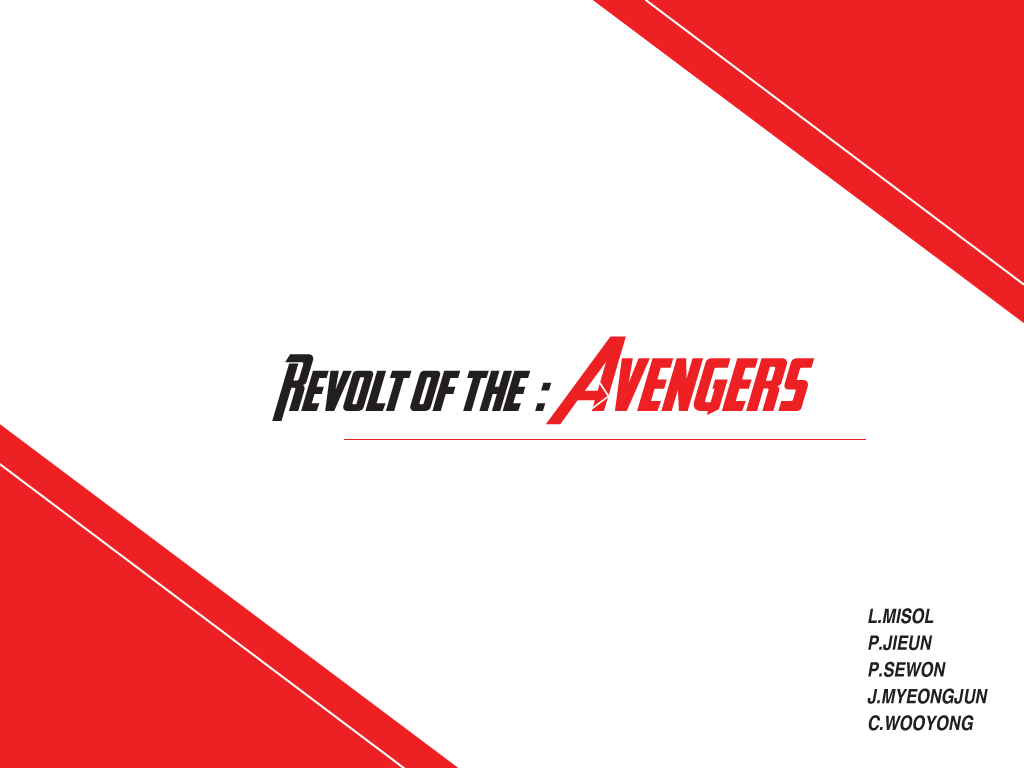 REVOLT OF THE : AVENGERS
L.MISOL
P.JIEUN
P.SEWON
J.MYEONGJUN
C.WOOYONG